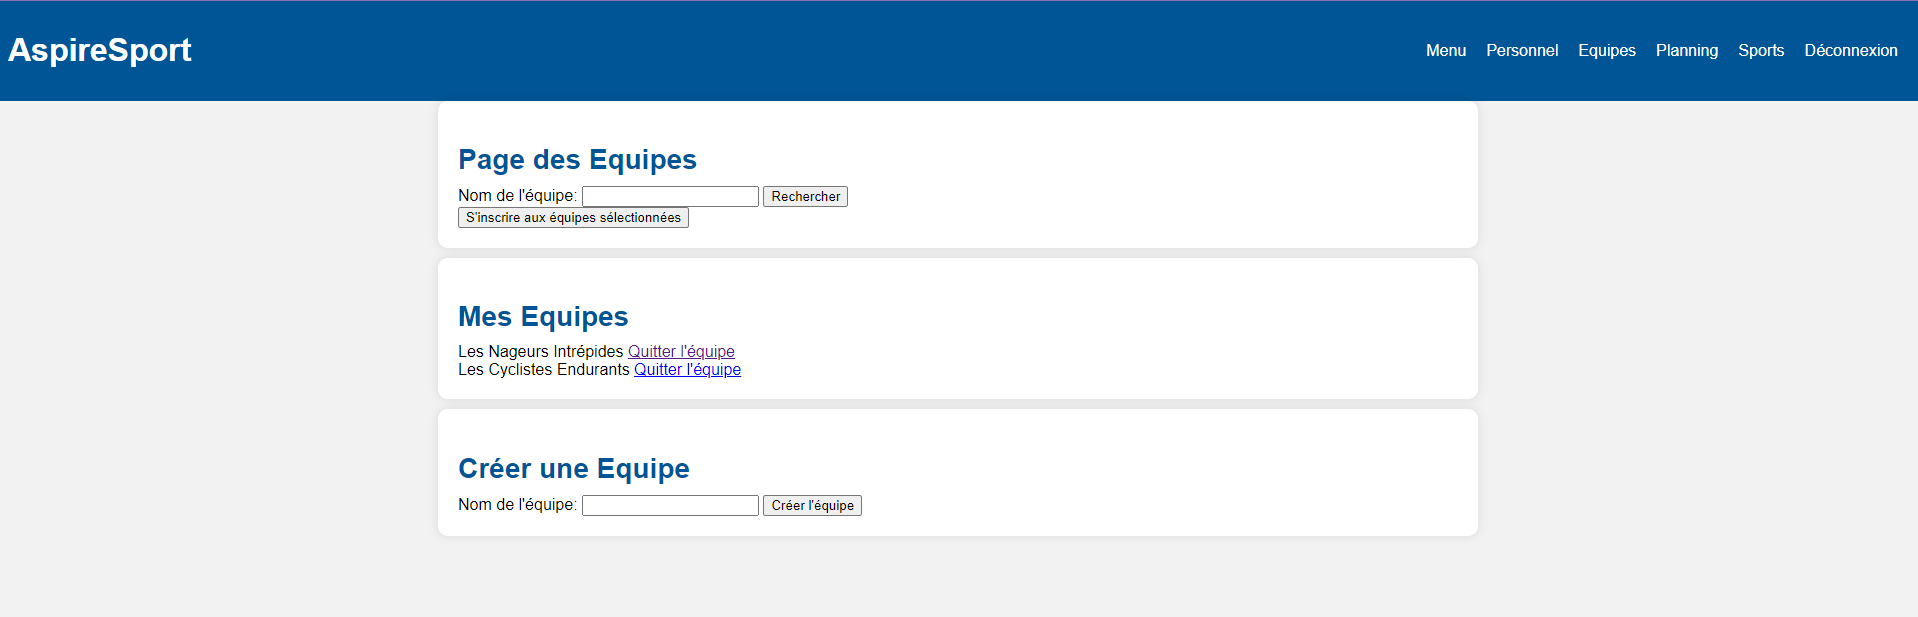 AspireSport
Menu Personnel Equipes Planning Sports Déconnexion
Page des Equipes
Nom de l'équipe: Rechercher
S'inscrire aux équipes sélectionnées
Mes Equipes
Les Nageurs Intrépides Quitter l'équipe
Les Cyclistes Endurants Quitter l'équipe
Créer une Equipe
Nom de l'équipe: Créer l'équipe